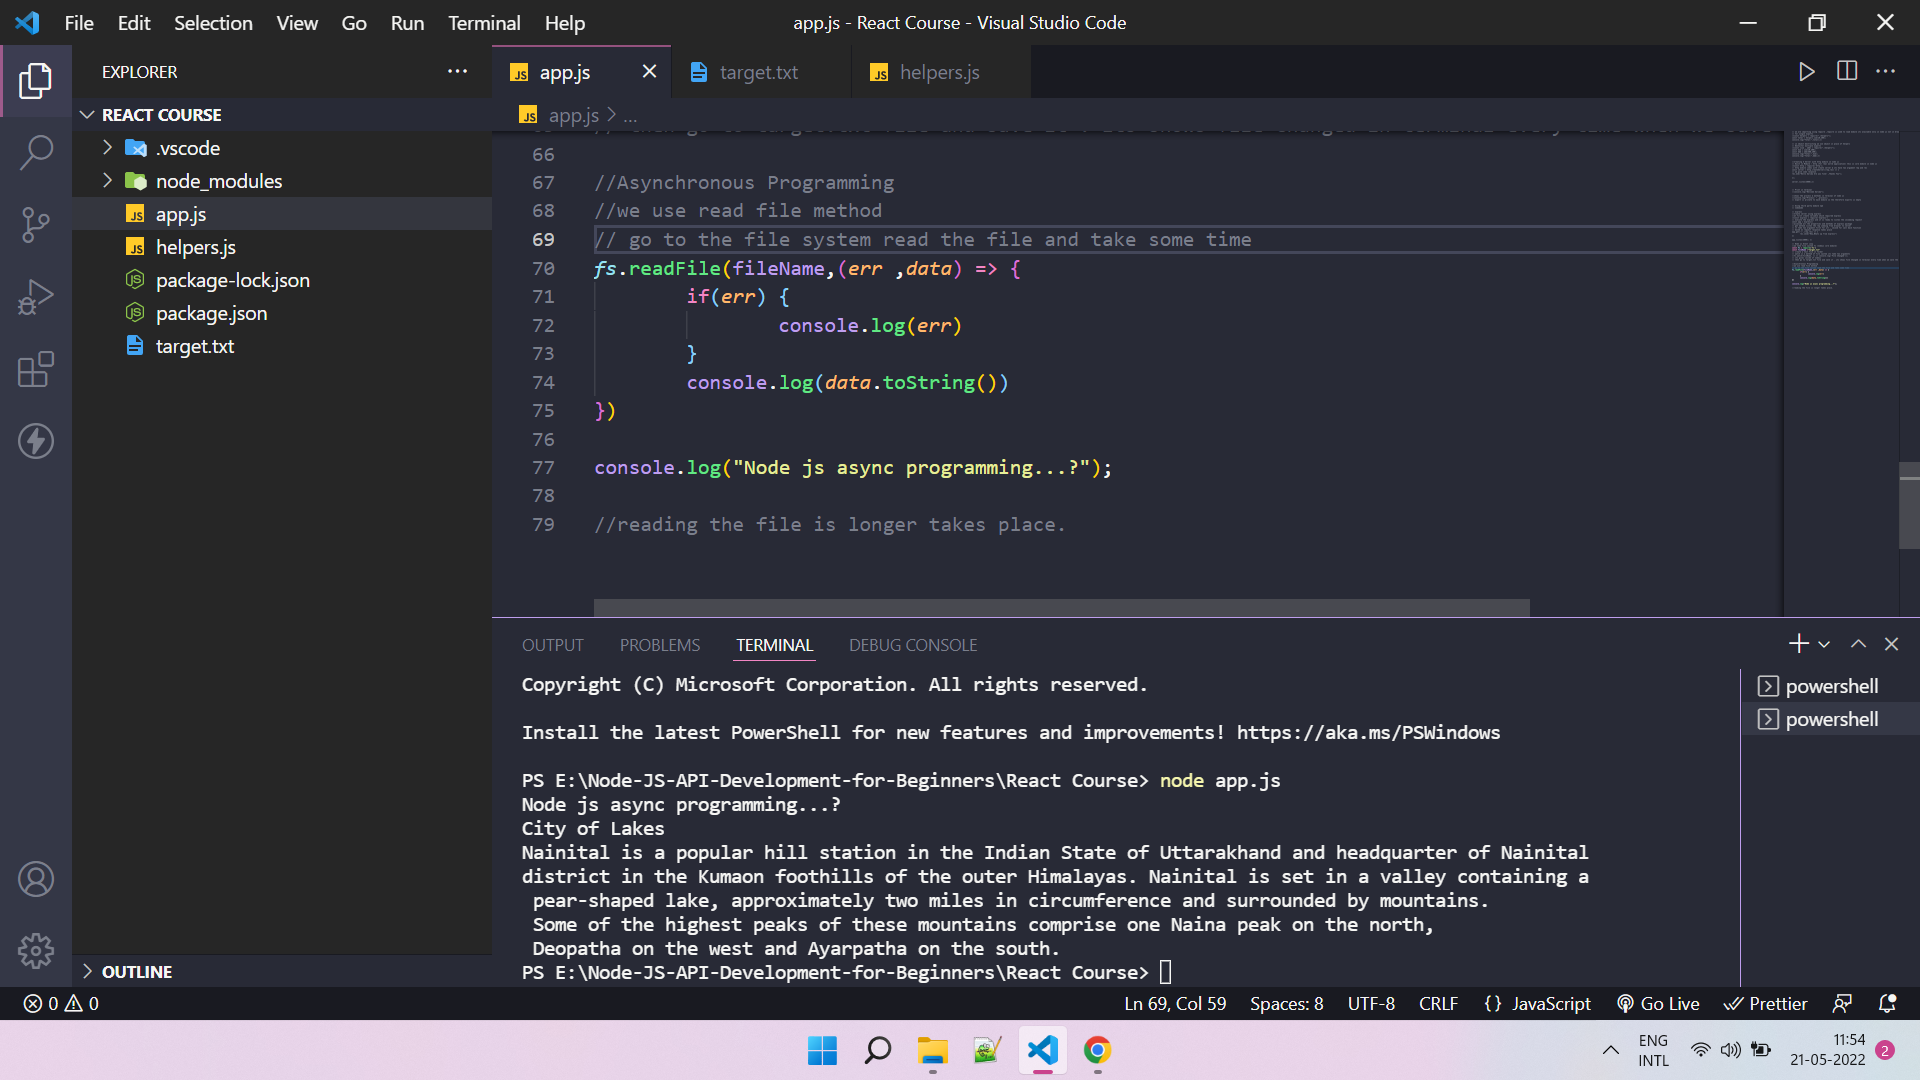 File Edit Selection View Go Run Terminal Help
app.js - React Course - Visual Studio Code
EXPLORER
REACT COURSE
.vscode
node_modules
app.js
helpers.js
package-lock.json
package.json
target.txt
OUTLINE
app.js
target.txt
helpers.js
app.js > ...
66
67 //Asynchronous Programming
68 //we use read file method
69 // go to the file system read the file and take some time
70 fs.readFile(fileName,(err ,data) => {
71 if(err) {
72 console.log(err)
73 }
74 console.log(data.toString())
75 })
76
77 console.log("Node js async programming...?");
78
79 //reading the file is longer takes place.
OUTPUT PROBLEMS TERMINAL DEBUG CONSOLE
Copyright (C) Microsoft Corporation. All rights reserved.
Install the latest PowerShell for new features and improvements! https://aka.ms/PSWindows
PS E:\Node-JS-API-Development-for-Beginners\React Course> node app.js
Node js async programming...?
City of Lakes
Nainital is a popular hill station in the Indian State of Uttarakhand and headquarter of Nainital
district in the Kumaon foothills of the outer Himalayas. Nainital is set in a valley containing a
pear-shaped lake, approximately two miles in circumference and surrounded by mountains.
Some of the highest peaks of these mountains comprise one Naina peak on the north,
Deopatha on the west and Ayarpatha on the south.
PS E:\Node-JS-API-Development-for-Beginners\React Course>
powershell
powershell
0 0
Ln 69, Col 59 Spaces: 8 UTF-8 CRLF {} JavaScript Go Live Prettier
ENG
INTL
11:54
21-05-2022
2